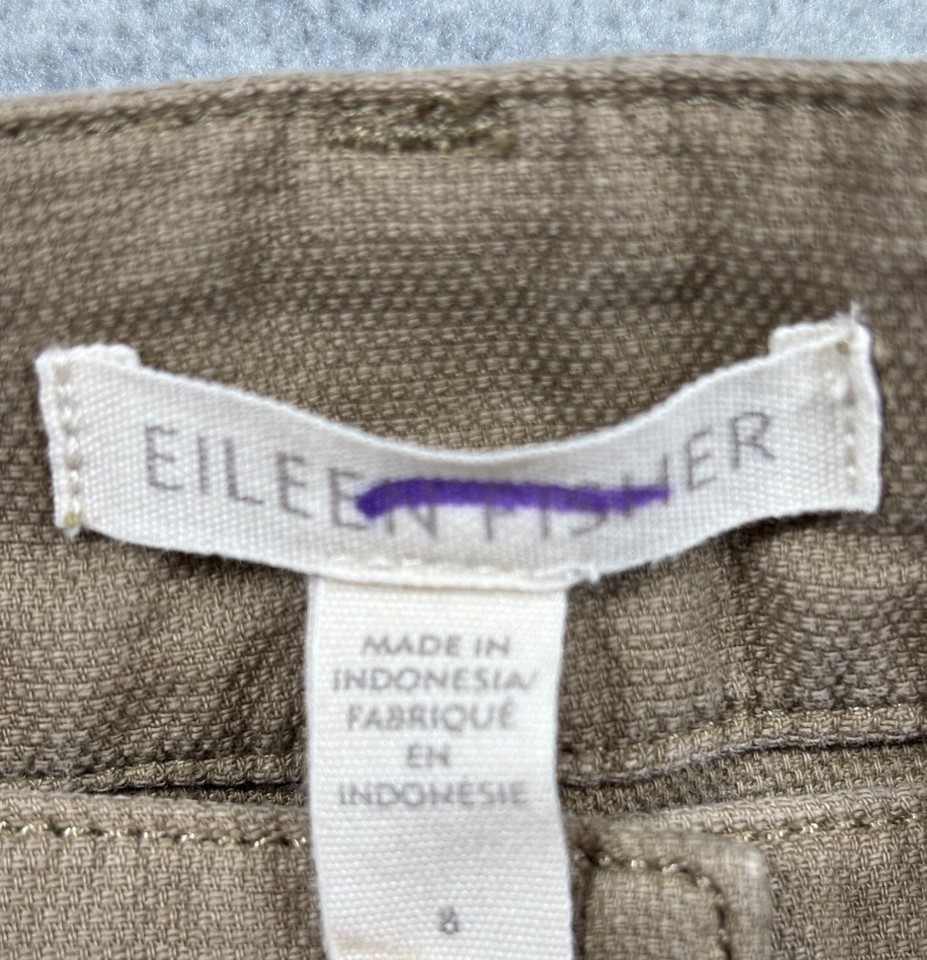 EILEEN FISHER
MADE IN
INDONESIA/
FABRIQUÉ
EN
INDONÉSIE
8